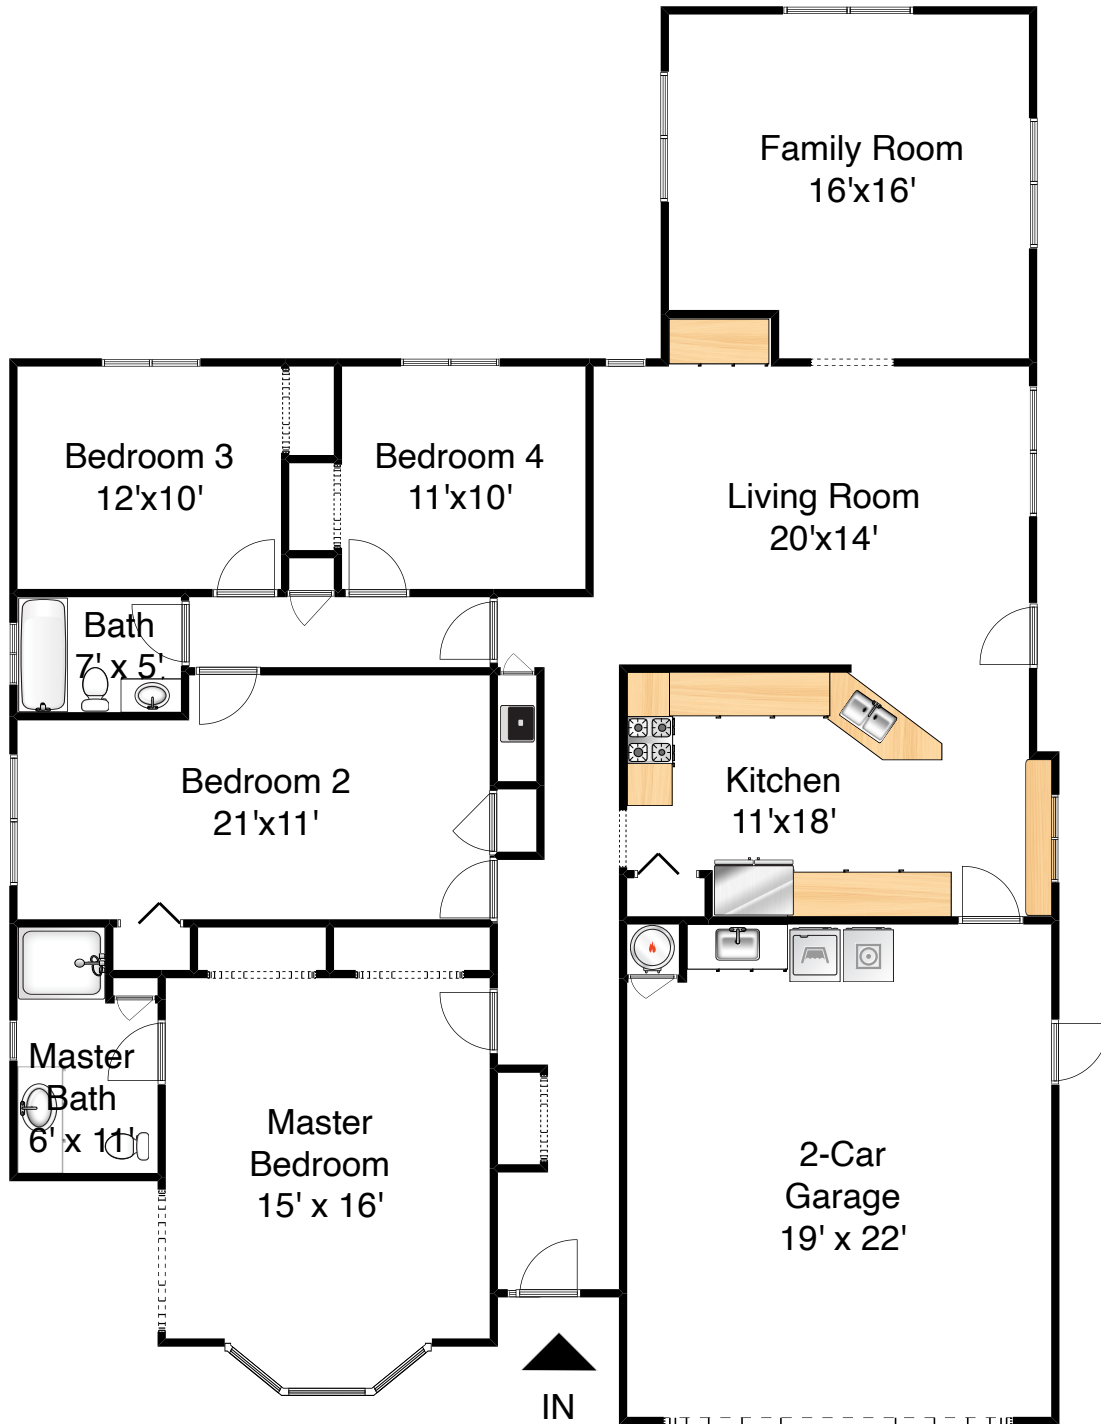 Family Room
16'x16'
Bedroom 3
12'x10'
Bedroom 4
11'x10'
Living Room
20'x14'
Bath
7' x 5'
Bedroom 2
21'x11'
Kitchen
11'x18'
Master
Bath
6' x 11'
Master
Bedroom
15' x 16'
2-Car
Garage
19' x 22'
IN